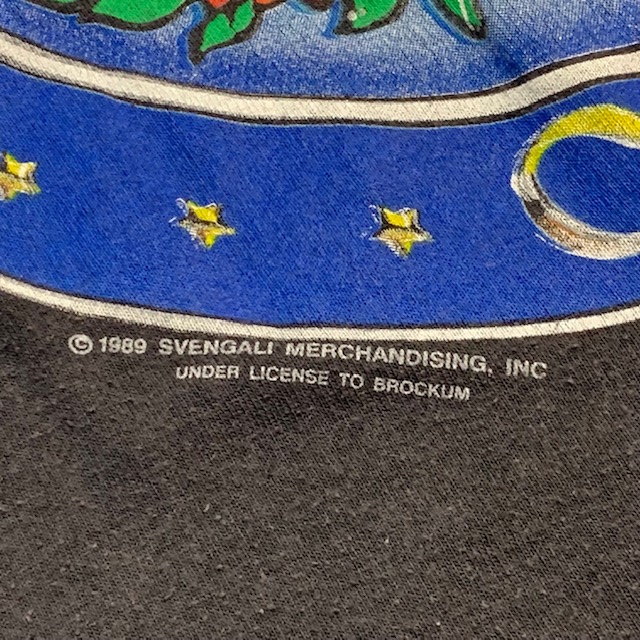 © 1989 SVENGALI MERCHANDISING, INC
UNDER LICENSE TO BROCKUM